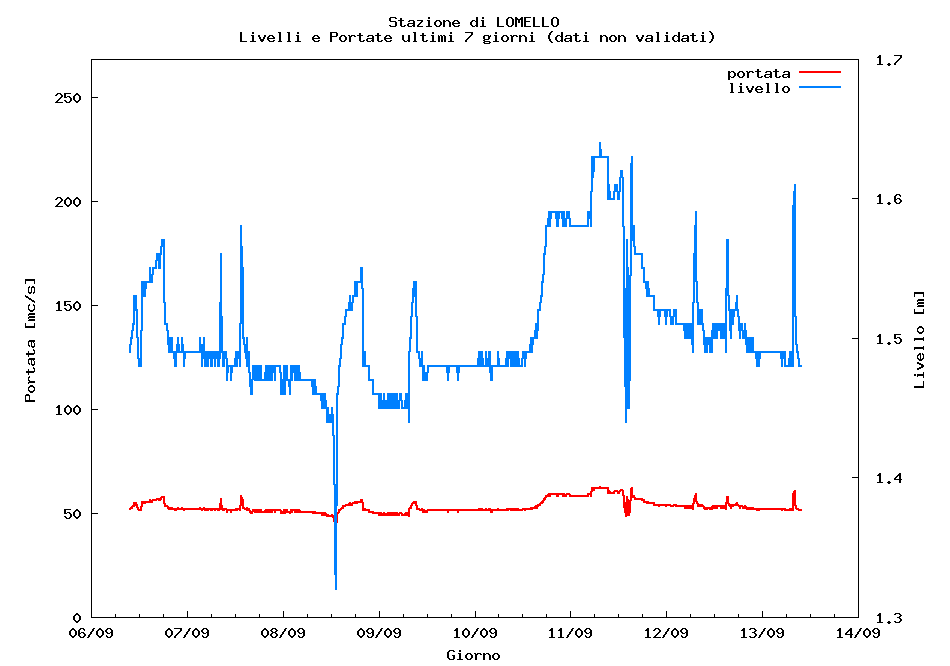 Stazione di LOMELLO
Livelli e Portate ultimi 7 giorni (dati non validati)
portata
livello
250
200
150
100
50
0
Portata [mc/s]
1.7
1.6
1.5
1.4
1.3
Livello [m]
06/09 07/09 08/09 09/09 10/09 11/09 12/09 13/09 14/09
Giorno